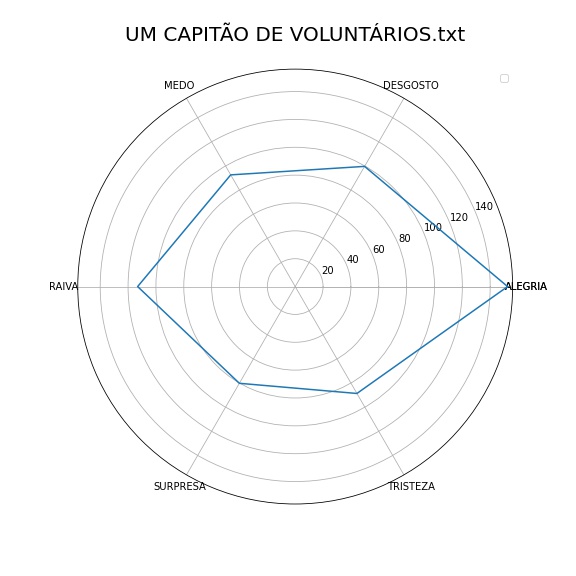 UM CAPITÃO DE VOLUNTÁRIOS.txt
MEDO
DESGOSTO
140
120
100
80
60
40
20
RAIVA
ALEGRIA
SURPRESA
TRISTEZA